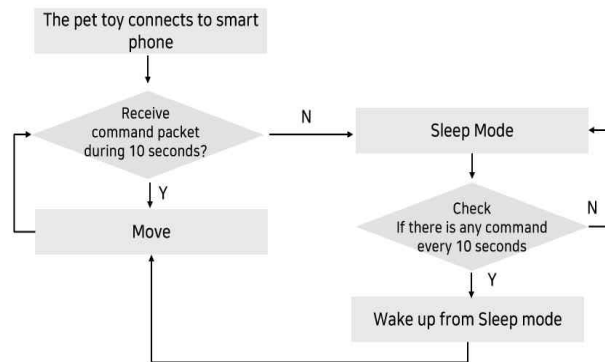 The pet toy connects to smart
phone
Receive
command packet
during 10 seconds?
N
Sleep Mode
Y
Move
Check
If there is any command
every 10 seconds
N
Y
Wake up from Sleep mode